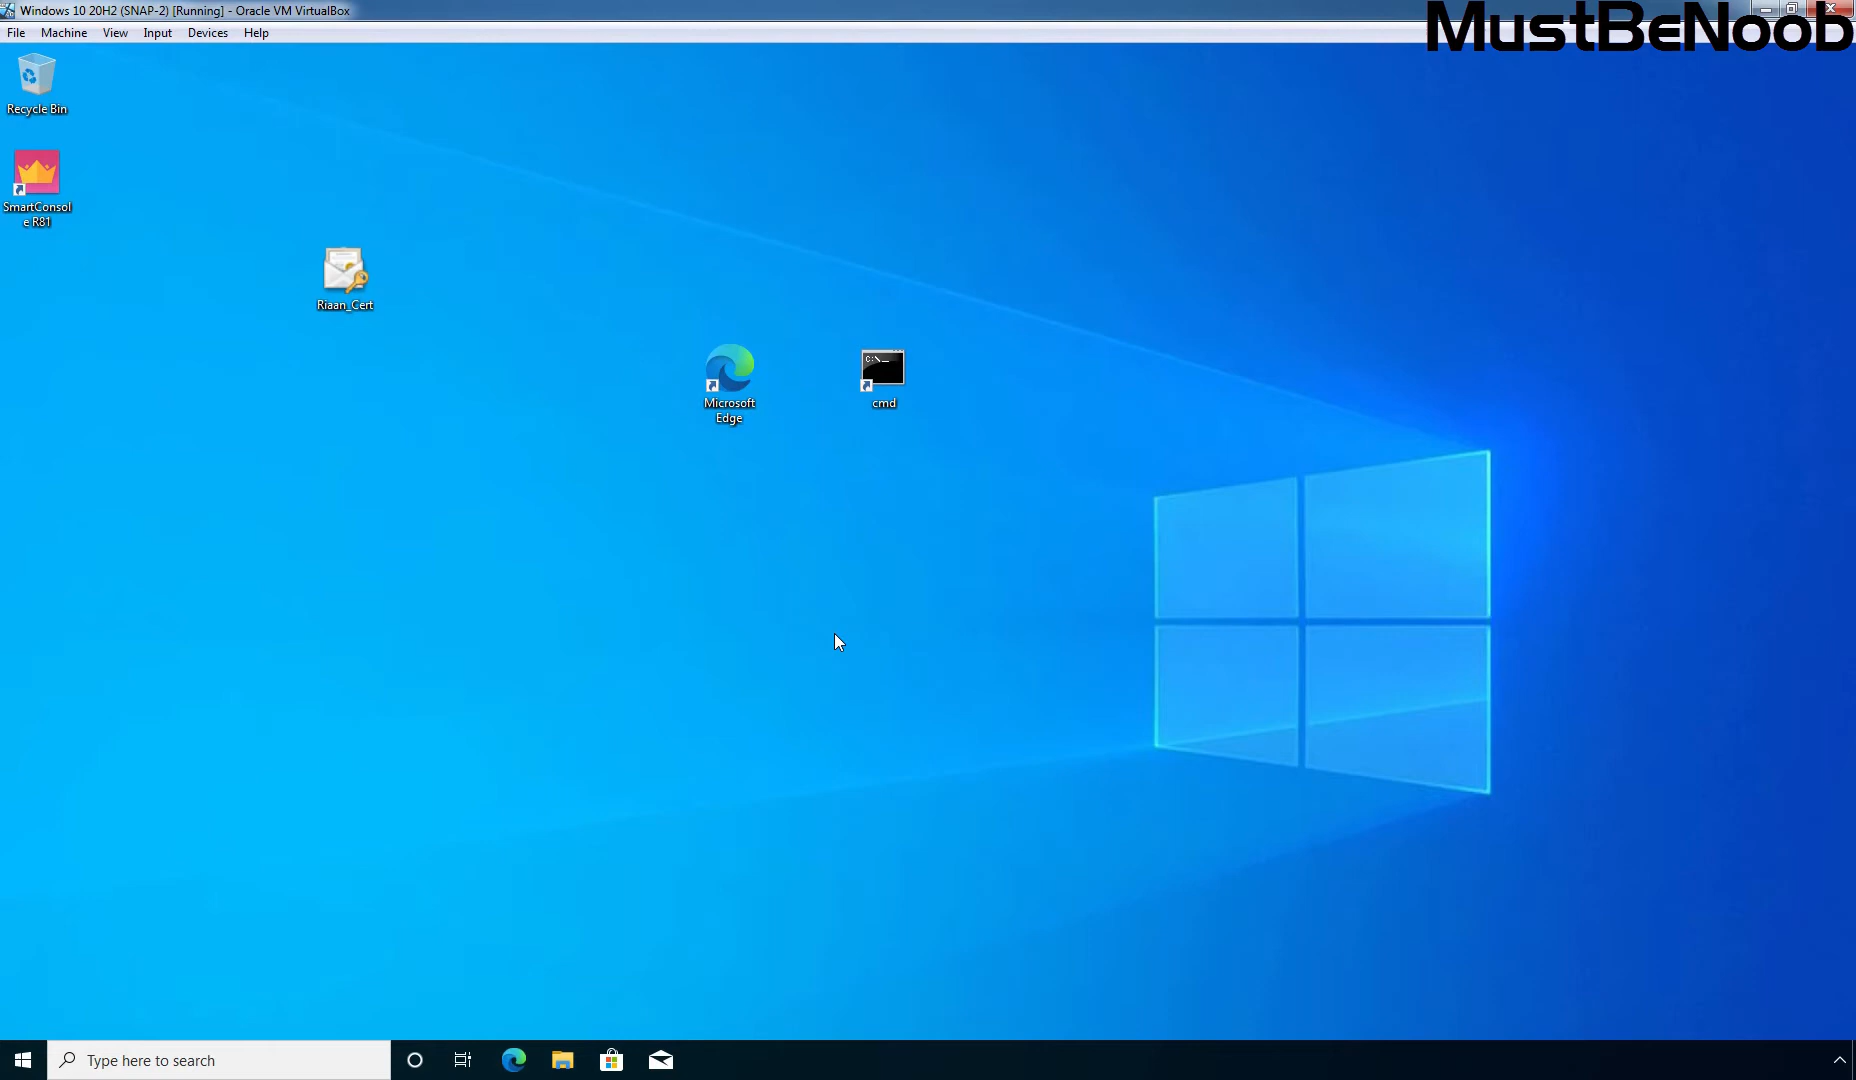 Windows 10 20H2 (SNAP-2) [Running] - Oracle VM VirtualBox
File Machine View Input Devices Help
MustBeNoob
Recycle Bin
SmartConsol
e R81
Riaan_Cert
C:\_
Microsoft
Edge
cmd
Type here to search